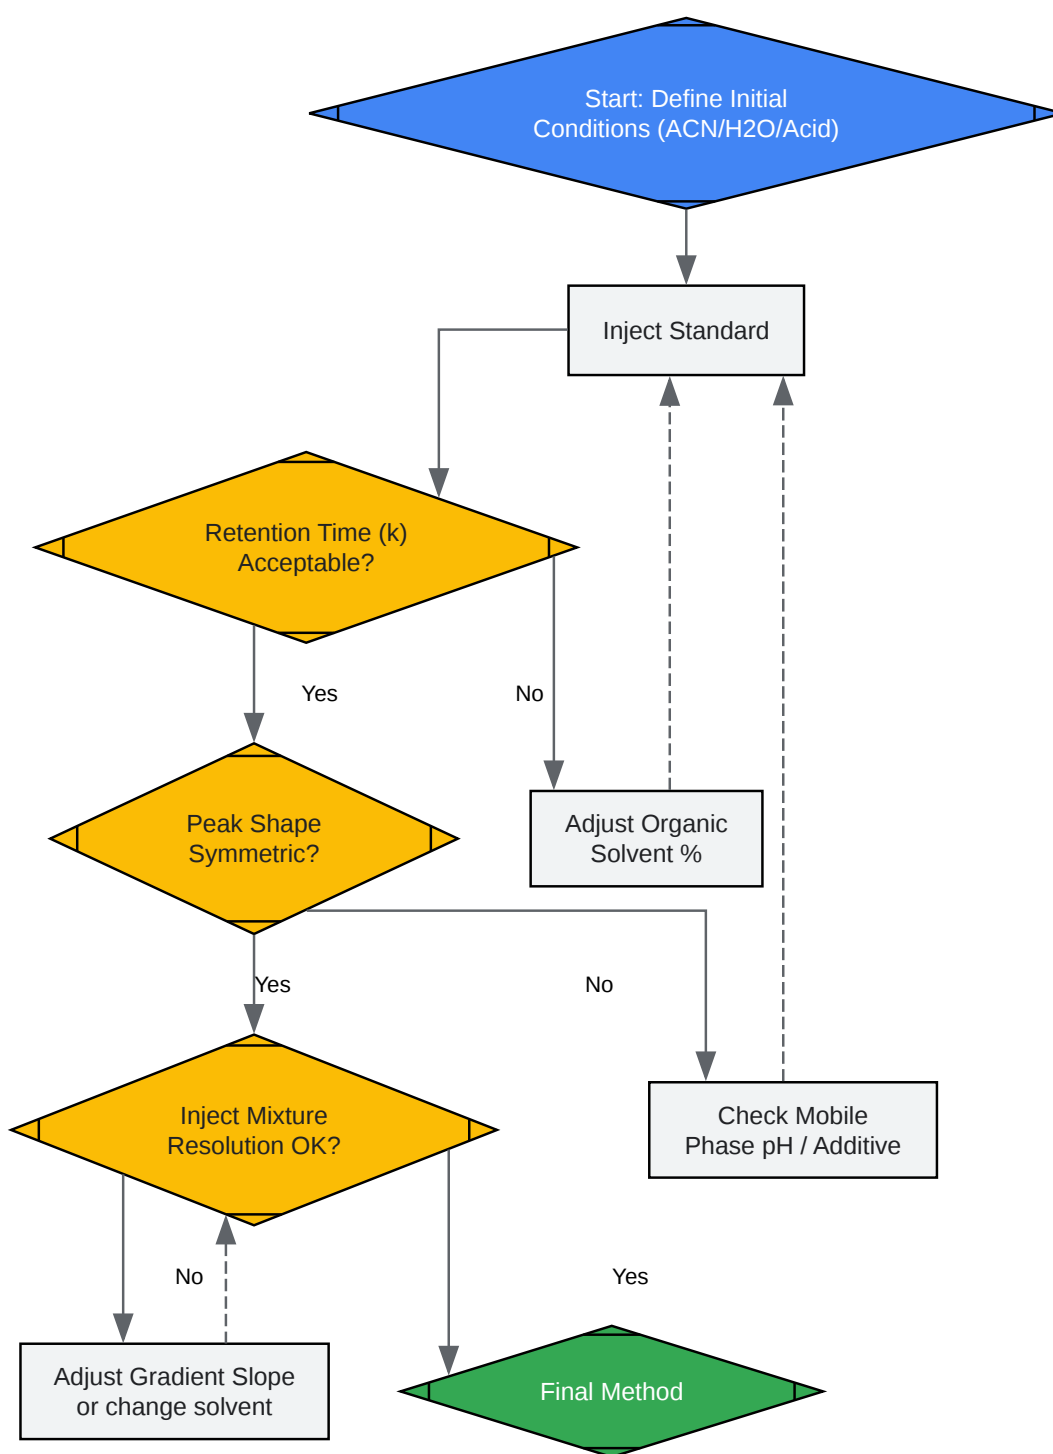 Start: Define Initial
Conditions (ACN/H2O/Acid)
Inject Standard
Retention Time (k)
Acceptable?
Yes
No
Peak Shape
Symmetric?
Adjust Organic
Solvent %
Yes
No
Inject Mixture
Resolution OK?
Check Mobile
Phase pH / Additive
No
Yes
Adjust Gradient Slope
or change solvent
Final Method